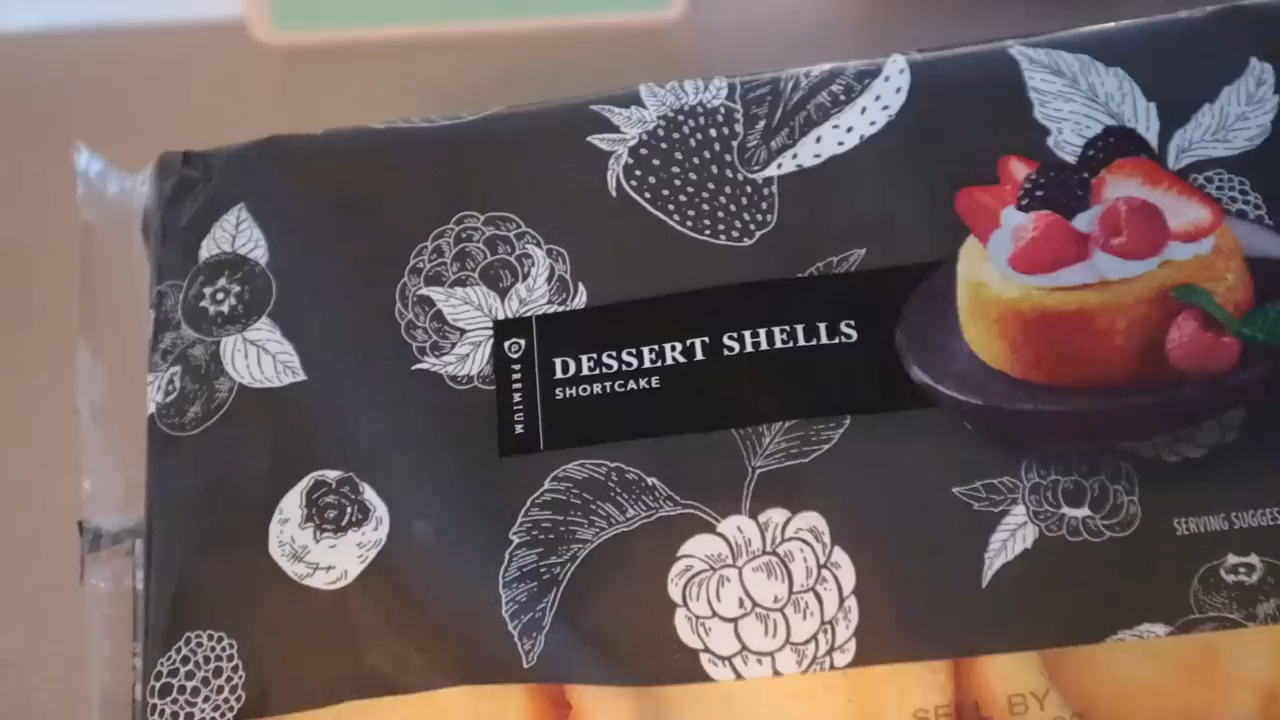 PREMIUM
DESSERT SHELLS
SHORTCAKE
SERVING SUGGES
SELL BY